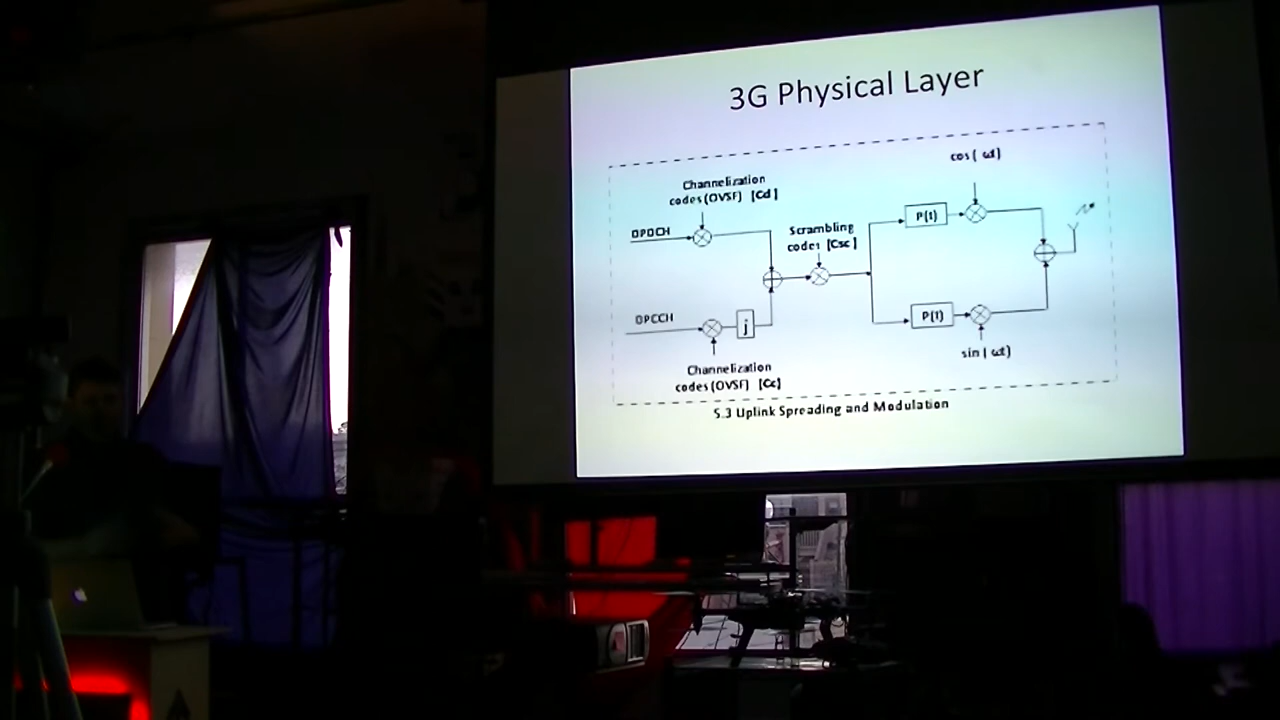 3G Physical Layer
cos( ωt)
Channelization
codes (OVSF) [Cd]
DPDCH
P(t)
Scrambling
codes [Csc]
DPCCH
j
P(t)
sin( ωt)
Channelization
codes (OVSF) [Cc]
5.3 Uplink Spreading and Modulation